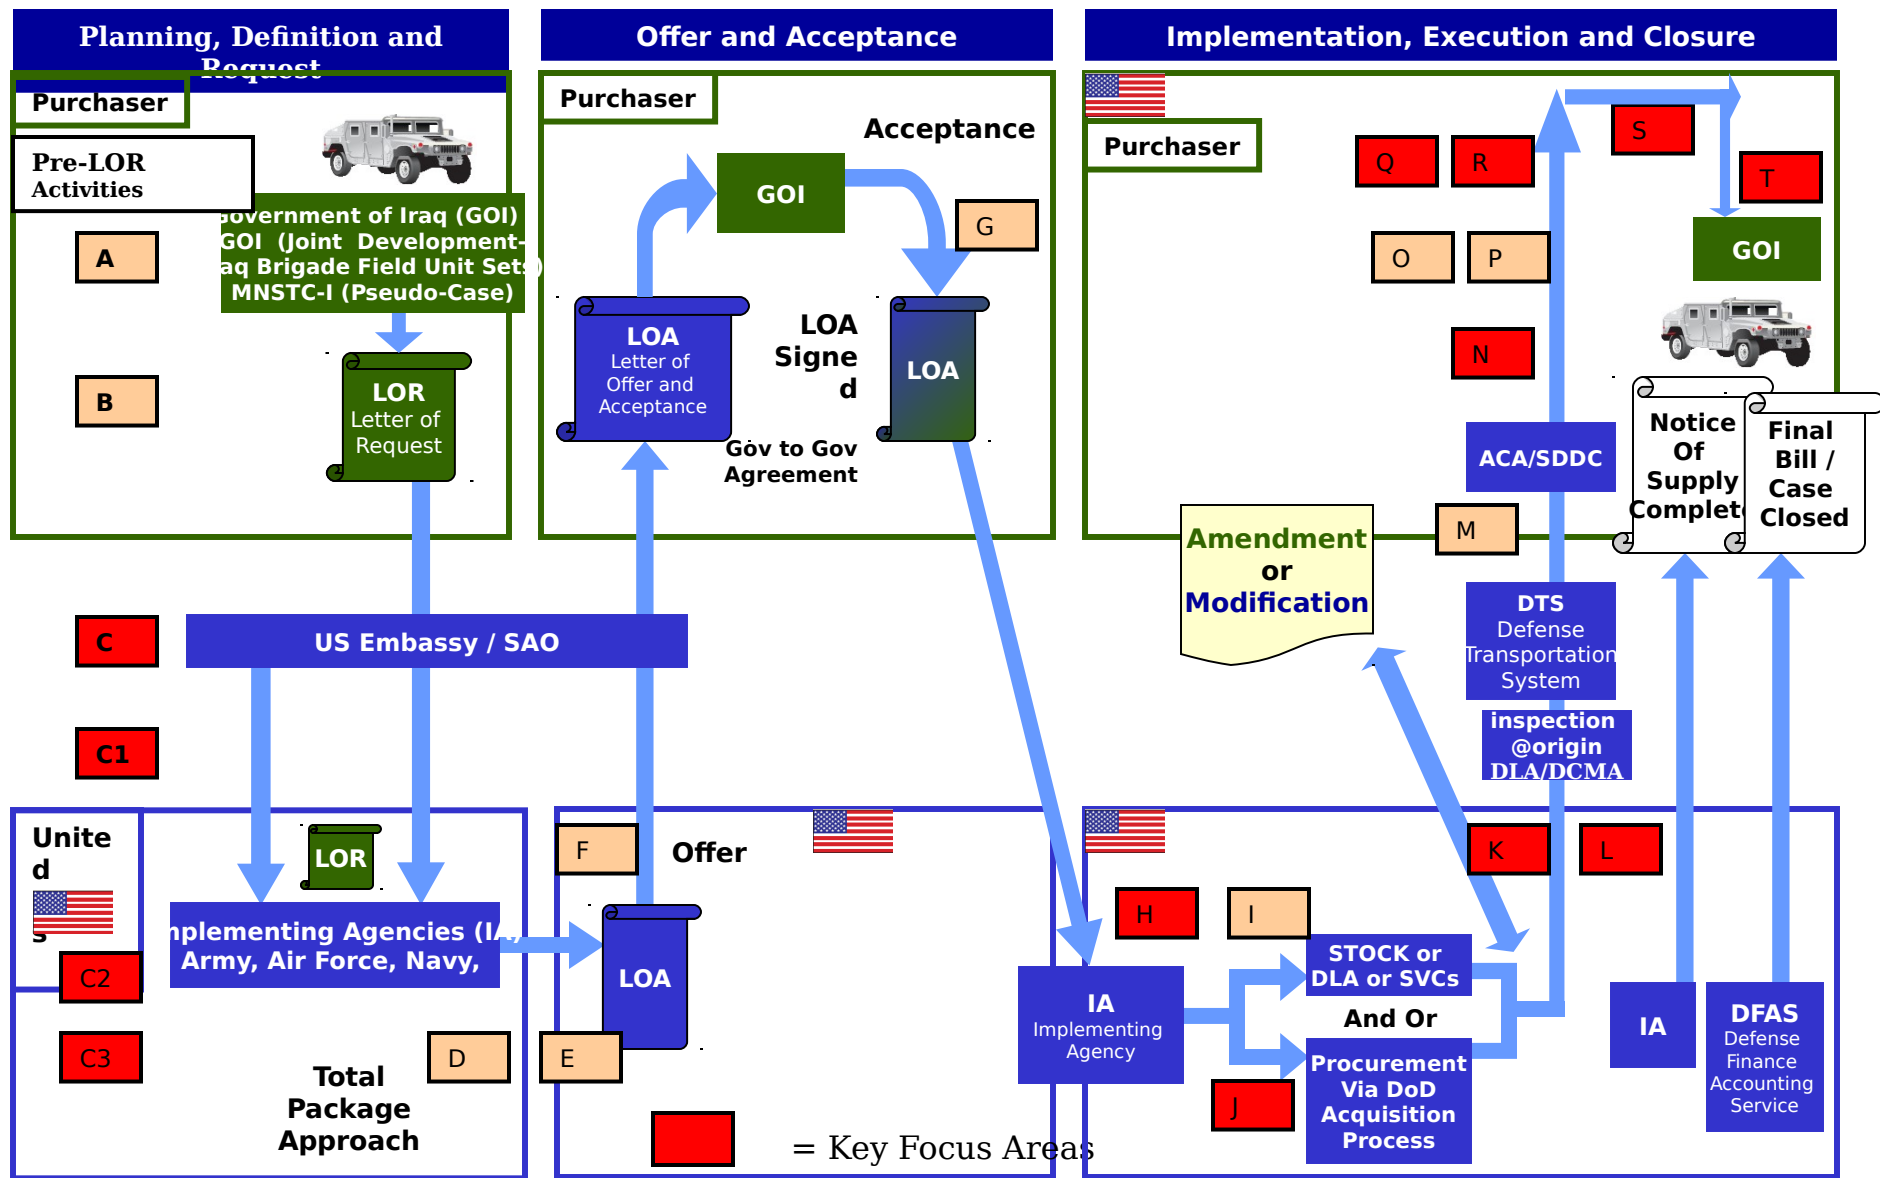 Planning, Definition and
Request
Purchaser
Pre-LOR
Activities
Government of Iraq (GOI)
GOI (Joint Development-
aq Brigade Field Unit Sets)
MNSTC-I (Pseudo-Case)
A
B
LOR
Letter of
Request
C
US Embassy / SAO
C1
Unite
d
s
LOR
mplementing Agencies (IA)
Army, Air Force, Navy,
C2
C3
D
Total
Package
Approach
Offer and Acceptance
Purchaser
Acceptance
GOI
G
LOA
Letter of
Offer and
Acceptance
LOA
Signe
d
LOA
Gov to Gov
Agreement
F
Offer
LOA
E
= Key Focus Areas
Implementation, Execution and Closure
Purchaser
Q
R
S
T
O
P
GOI
N
ACA/SDDC
Notice
Of
Supply
Complete
Final
Bill /
Case
Closed
M
Amendment
or
Modification
DTS
Defense
Transportation
System
inspection
@origin
DLA/DCMA
K
L
H
I
STOCK or
DLA or SVCs
And Or
IA
Implementing
Agency
J
Procurement
Via DoD
Acquisition
Process
IA
DFAS
Defense
Finance
Accounting
Service